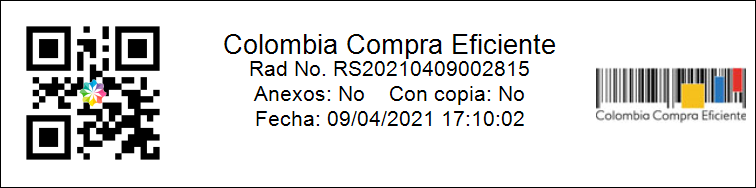 Colombia Compra Eficiente
Rad No. RS20210409002815
Anexos: No    Con copia: No
Fecha: 09/04/2021 17:10:02
Colombia Compra Eficiente